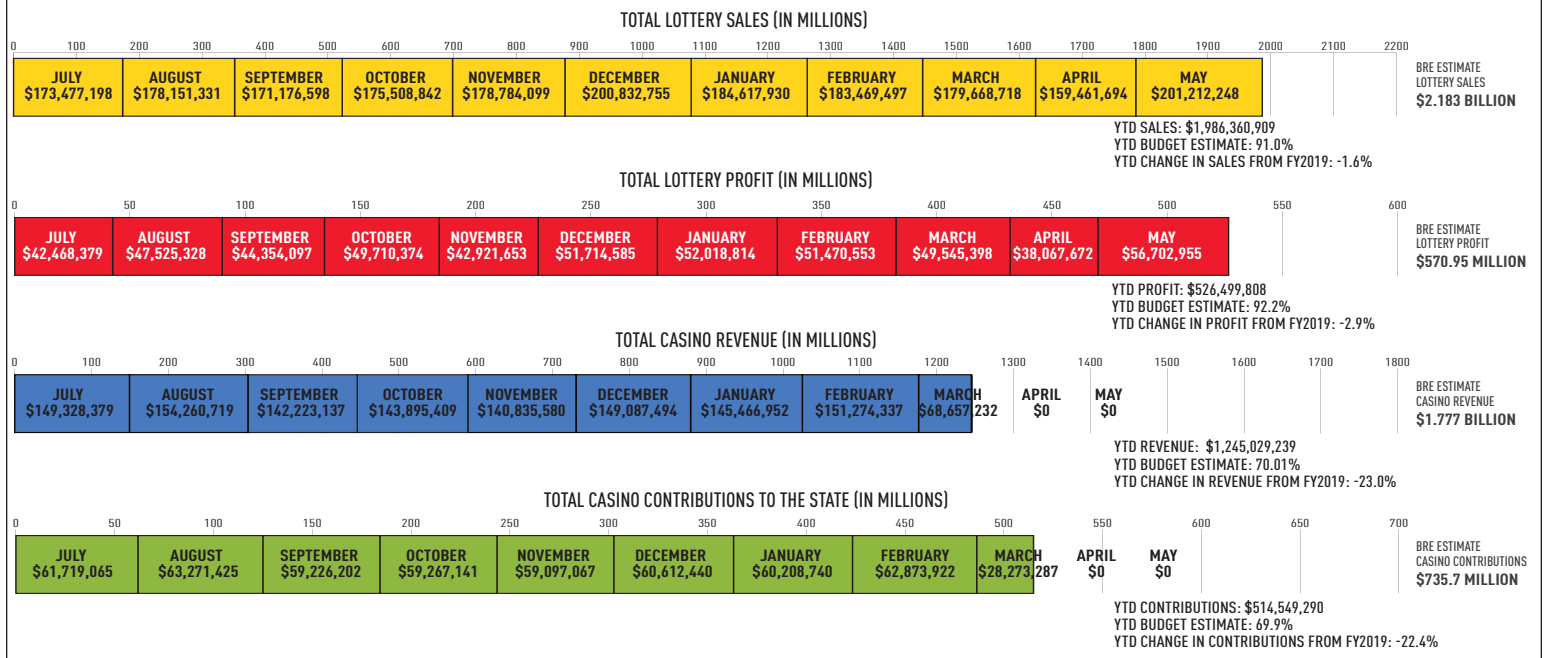 TOTAL LOTTERY SALES (IN MILLIONS)
0 100 200 300 400 500 600 700 800 900 1000 1100 1200 1300 1400 1500 1600 1700 1800 1900 2000 2100 2200
JULY AUGUST SEPTEMBER OCTOBER NOVEMBER DECEMBER JANUARY FEBRUARY MARCH APRIL MAY
$173,477,198 $178,151,331 $171,176,598 $175,508,842 $178,784,099 $200,832,755 $184,617,930 $183,469,497 $179,668,718 $159,461,694 $201,212,248
BRE ESTIMATE
LOTTERY SALES
$2.183 BILLION
YTD SALES: $1,986,360,909
YTD BUDGET ESTIMATE: 91.0%
YTD CHANGE IN SALES FROM FY2019: -1.6%
TOTAL LOTTERY PROFIT (IN MILLIONS)
0 50 100 150 200 250 300 350 400 450 500 550 600
JULY AUGUST SEPTEMBER OCTOBER NOVEMBER DECEMBER JANUARY FEBRUARY MARCH APRIL MAY
$42,468,379 $47,525,328 $44,354,097 $49,710,374 $42,921,653 $51,714,585 $52,018,814 $51,470,553 $49,545,398 $38,067,672 $56,702,955
BRE ESTIMATE
LOTTERY PROFIT
$570.95 MILLION
YTD PROFIT: $526,499,808
YTD BUDGET ESTIMATE: 92.2%
YTD CHANGE IN PROFIT FROM FY2019: -2.9%
TOTAL CASINO REVENUE (IN MILLIONS)
0 100 200 300 400 500 600 700 800 900 1000 1100 1200 1300 1400 1500 1600 1700 1800
JULY AUGUST SEPTEMBER OCTOBER NOVEMBER DECEMBER JANUARY FEBRUARY MARCH APRIL MAY
$149,328,379 $154,260,719 $142,223,137 $143,895,409 $140,835,580 $149,087,494 $145,466,952 $151,274,337 $68,657,232 $0 $0
BRE ESTIMATE
CASINO REVENUE
$1.777 BILLION
YTD REVENUE: $1,245,029,239
YTD BUDGET ESTIMATE: 70.01%
YTD CHANGE IN REVENUE FROM FY2019: -23.0%
TOTAL CASINO CONTRIBUTIONS TO THE STATE (IN MILLIONS)
0 50 100 150 200 250 300 350 400 450 500 550 600 650 700
JULY AUGUST SEPTEMBER OCTOBER NOVEMBER DECEMBER JANUARY FEBRUARY MARCH APRIL MAY
$61,719,065 $63,271,425 $59,226,202 $59,267,141 $59,097,067 $60,612,440 $60,208,740 $62,873,922 $28,273,287 $0 $0
BRE ESTIMATE
CASINO CONTRIBUTIONS
$735.7 MILLION
YTD CONTRIBUTIONS: $514,549,290
YTD BUDGET ESTIMATE: 69.9%
YTD CHANGE IN CONTRIBUTIONS FROM FY2019: -22.4%